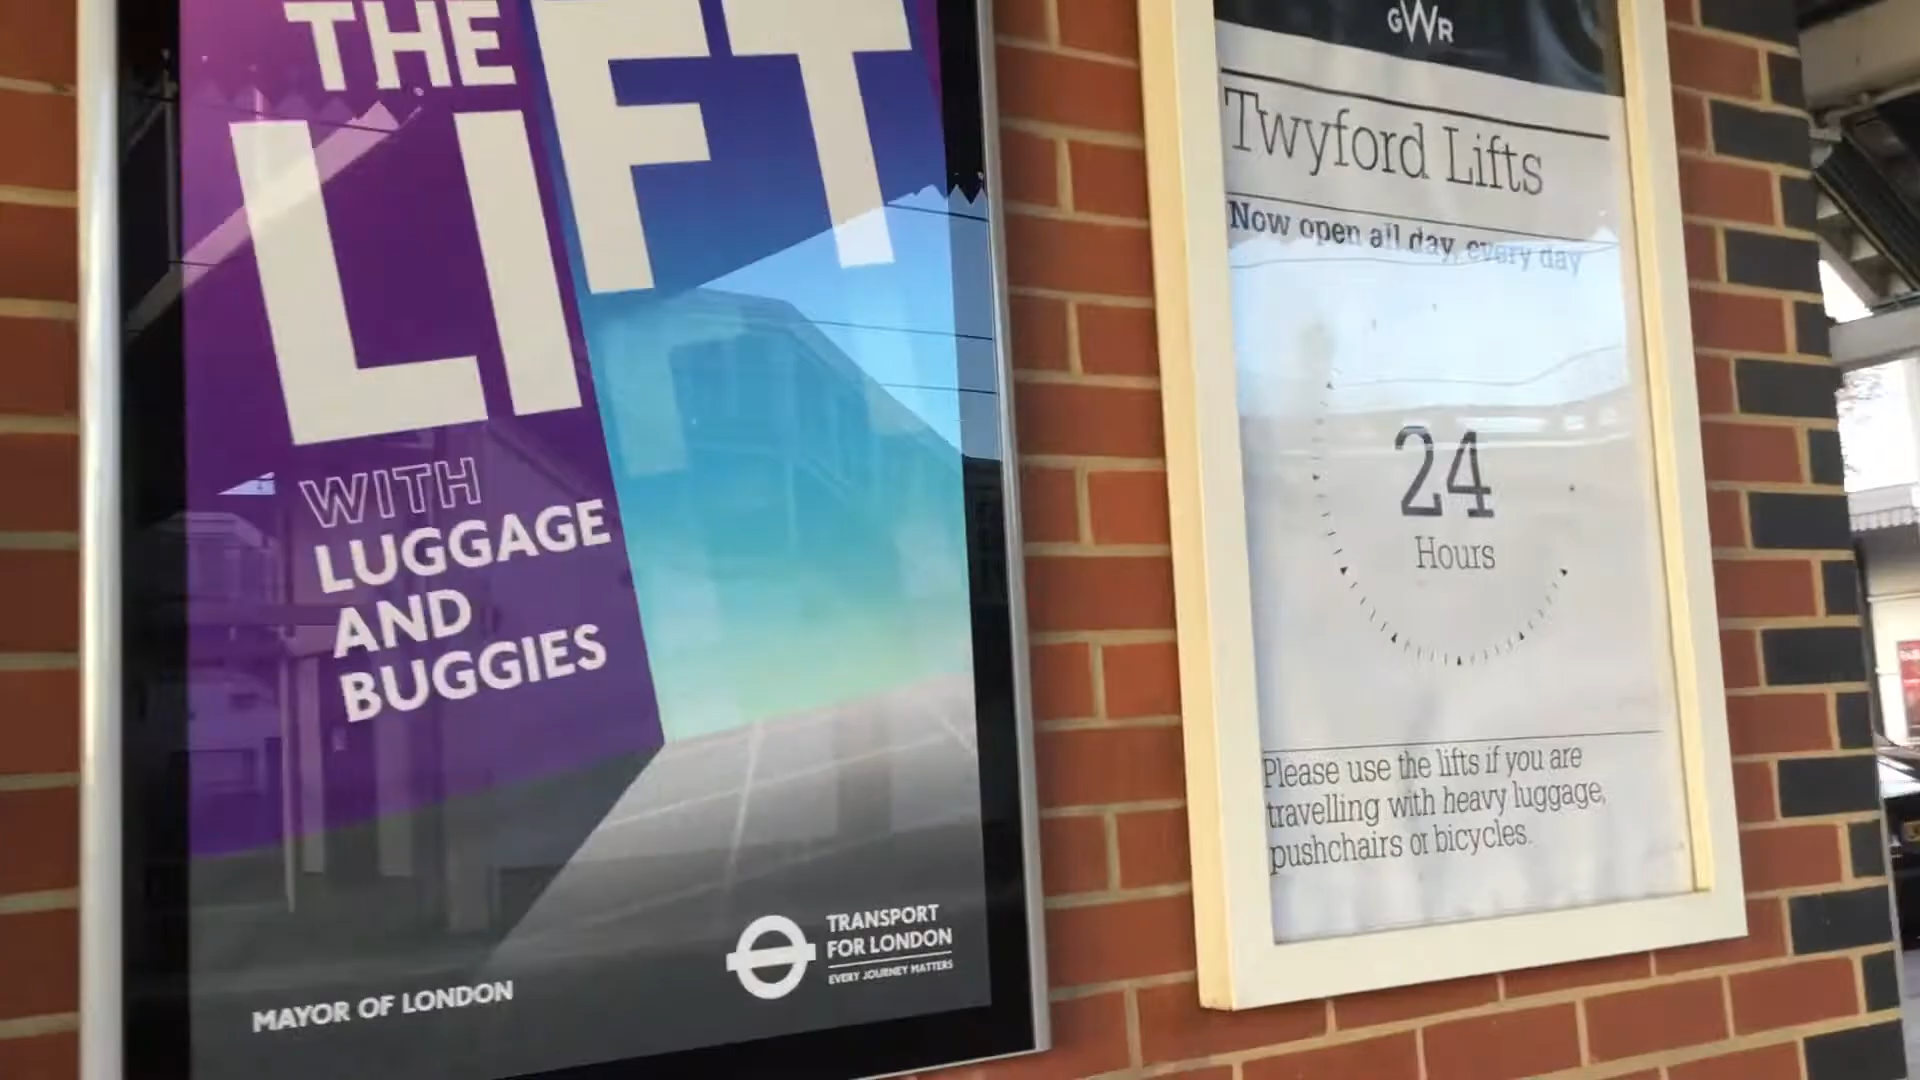 THE
LIFT
WITH
LUGGAGE
AND
BUGGIES
MAYOR OF LONDON
TRANSPORT
FOR LONDON
EVERY JOURNEY MATTERS
GWR
Twyford Lifts
Now open all day, every day
24
Hours
Please use the lifts if you are
travelling with heavy luggage,
pushchairs or bicycles.